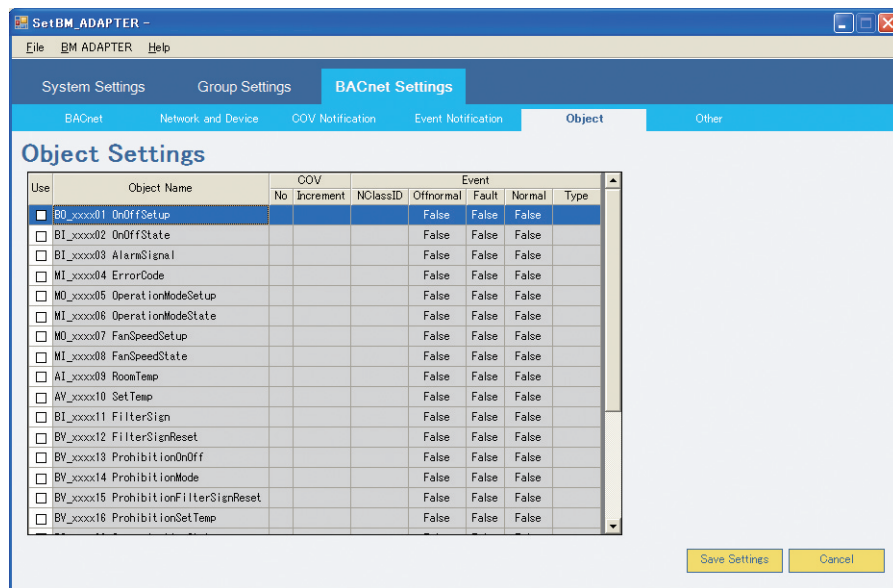 SetBM_ADAPTER -
File BM ADAPTER Help
System Settings Group Settings BACnet Settings
BACnet Network and Device COV Notification Event Notification Object Other
Object Settings
Use Object Name COV Event
No Increment NClassID Offnormal Fault Normal Type
BO_xxxx01 OnOffSetup False False False
BI_xxxx02 OnOffState False False False
BI_xxxx03 AlarmSignal False False False
MI_xxxx04 ErrorCode False False False
MO_xxxx05 OperationModeSetup False False False
MI_xxxx06 OperationModeState False False False
MO_xxxx07 FanSpeedSetup False False False
MI_xxxx08 FanSpeedState False False False
AI_xxxx09 RoomTemp False False False
AV_xxxx10 SetTemp False False False
BI_xxxx11 FilterSign False False False
BV_xxxx12 FilterSignReset False False False
BV_xxxx13 ProhibitionOnOff False False False
BV_xxxx14 ProhibitionMode False False False
BV_xxxx15 ProhibitionFilterSignReset False False False
BV_xxxx16 ProhibitionSetTemp False False False
Save Settings Cancel